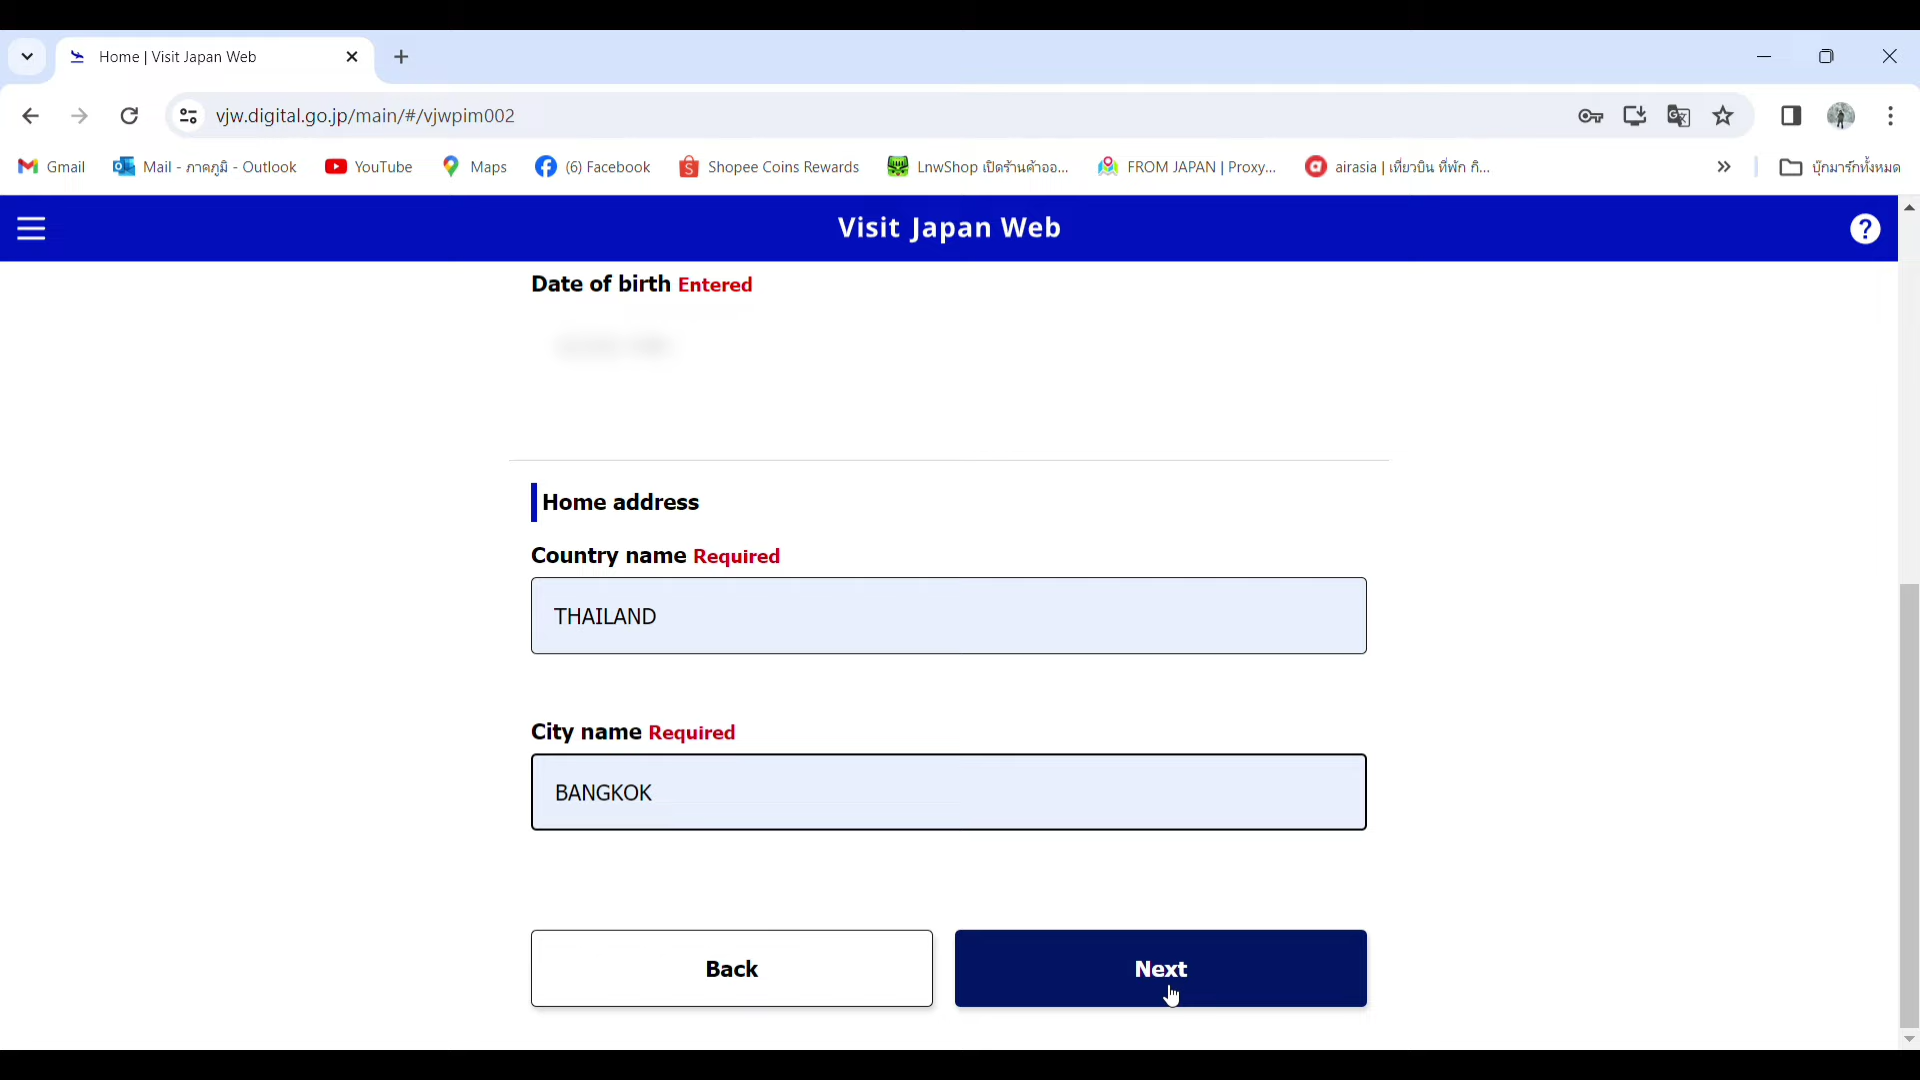 Home | Visit Japan Web
vjw.digital.go.jp/main/#/vjwpim002
Gmail
Mail - ภาคภูมิ - Outlook
YouTube
Maps
(6) Facebook
Shopee Coins Rewards
LnwShop เปิดร้านค้าออ...
FROM JAPAN | Proxy...
airasia | เที่ยวบิน ที่พัก กิ...
บุ๊กมาร์กทั้งหมด
Visit Japan Web
?
Date of birth Entered
Home address
Country name Required
THAILAND
City name Required
BANGKOK
Back
Next